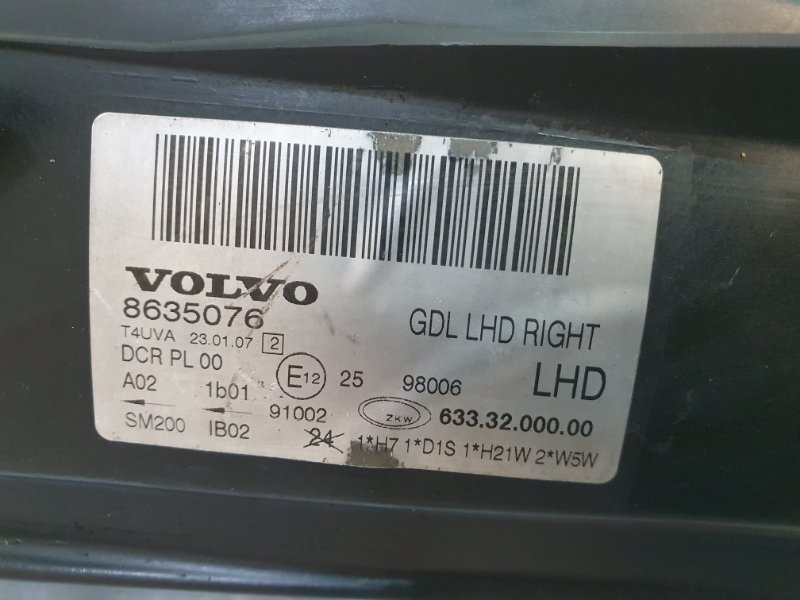 VOLVO
8635076 GDL LHD RIGHT
T4UVA 23.01.07 2
DCR PL 00 E12 25 98006 LHD
A02 1b01 91002 ZKW 633.32.000.00
SM200 IB02 24 1*H7 1*D1S 1*H21W 2*W5W